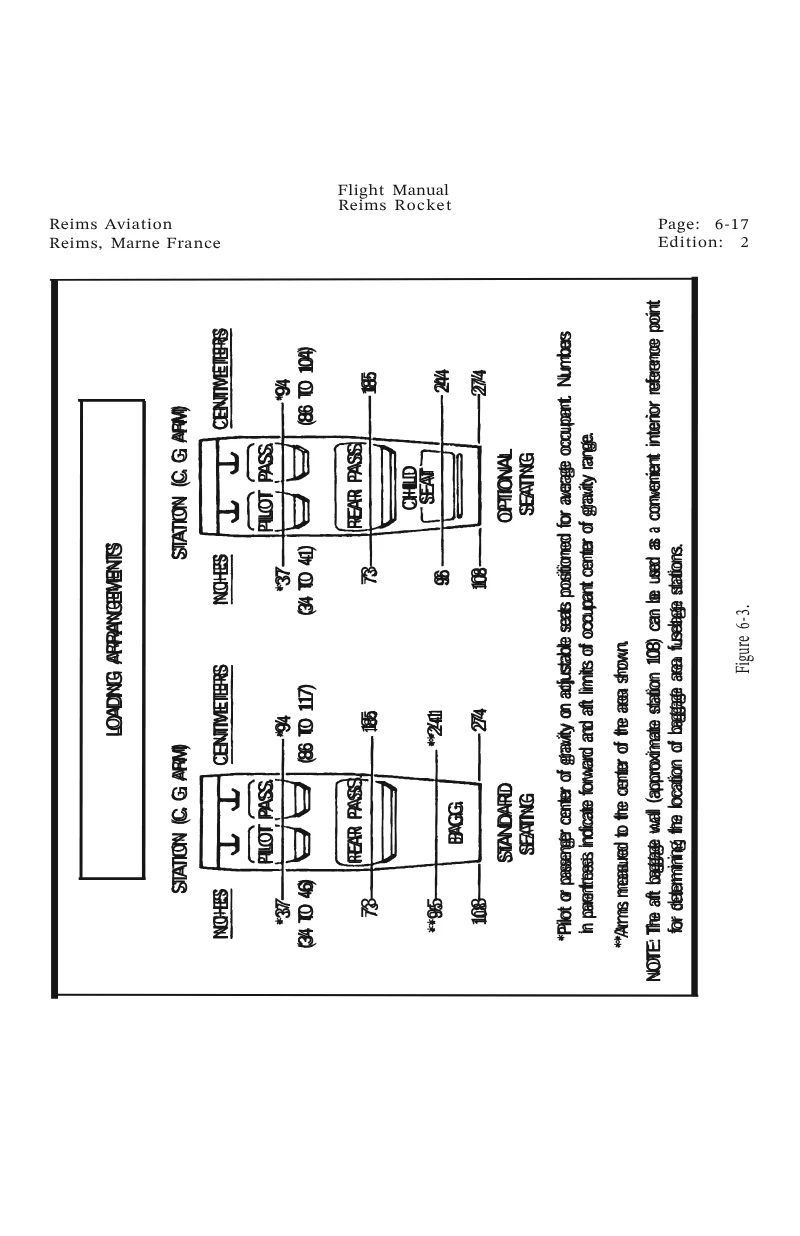 Flight Manual
Reims Rocket
Reims Aviation
Reims, Marne France
Page: 6-17
Edition: 2
LOADING ARRANGEMENTS
STATION (C. G. ARM)
INCHES
CENTIMETERS
PILOT
PASS.
*37
*94
(34 TO 46)
(86 TO 117)
REAR PASS.
73
185
**95
**241
BAGG.
108
274
STANDARD
SEATING
STATION (C. G. ARM)
INCHES
CENTIMETERS
PILOT
PASS.
*37
*94
(34 TO 41)
(86 TO 104)
REAR PASS.
73
185
CHILD
SEAT
96
244
108
274
OPTIONAL
SEATING
*Pilot or passenger center of gravity on adjustable seats positioned for average occupant. Numbers
in parentheses indicate forward and aft limits of occupant center of gravity range.
**Arms measured to the center of the area shown.
NOTE: The aft baggage wall (approximate station 108) can be used as a convenient interior reference point
for determining the location of baggage area fuselage stations.
Figure 6-3.